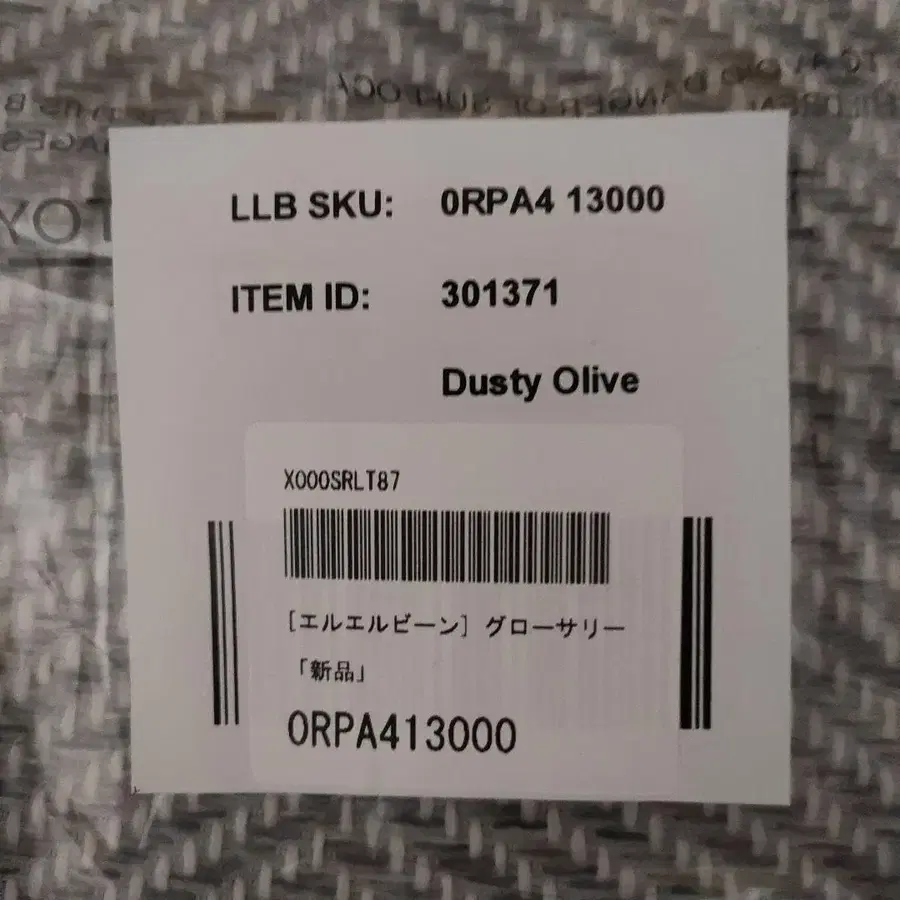 LLB SKU: 0RPA4 13000
ITEM ID: 301371
Dusty Olive
X000SRLT87
[エルエルビーン] グローサリー
「新品」
0RPA413000